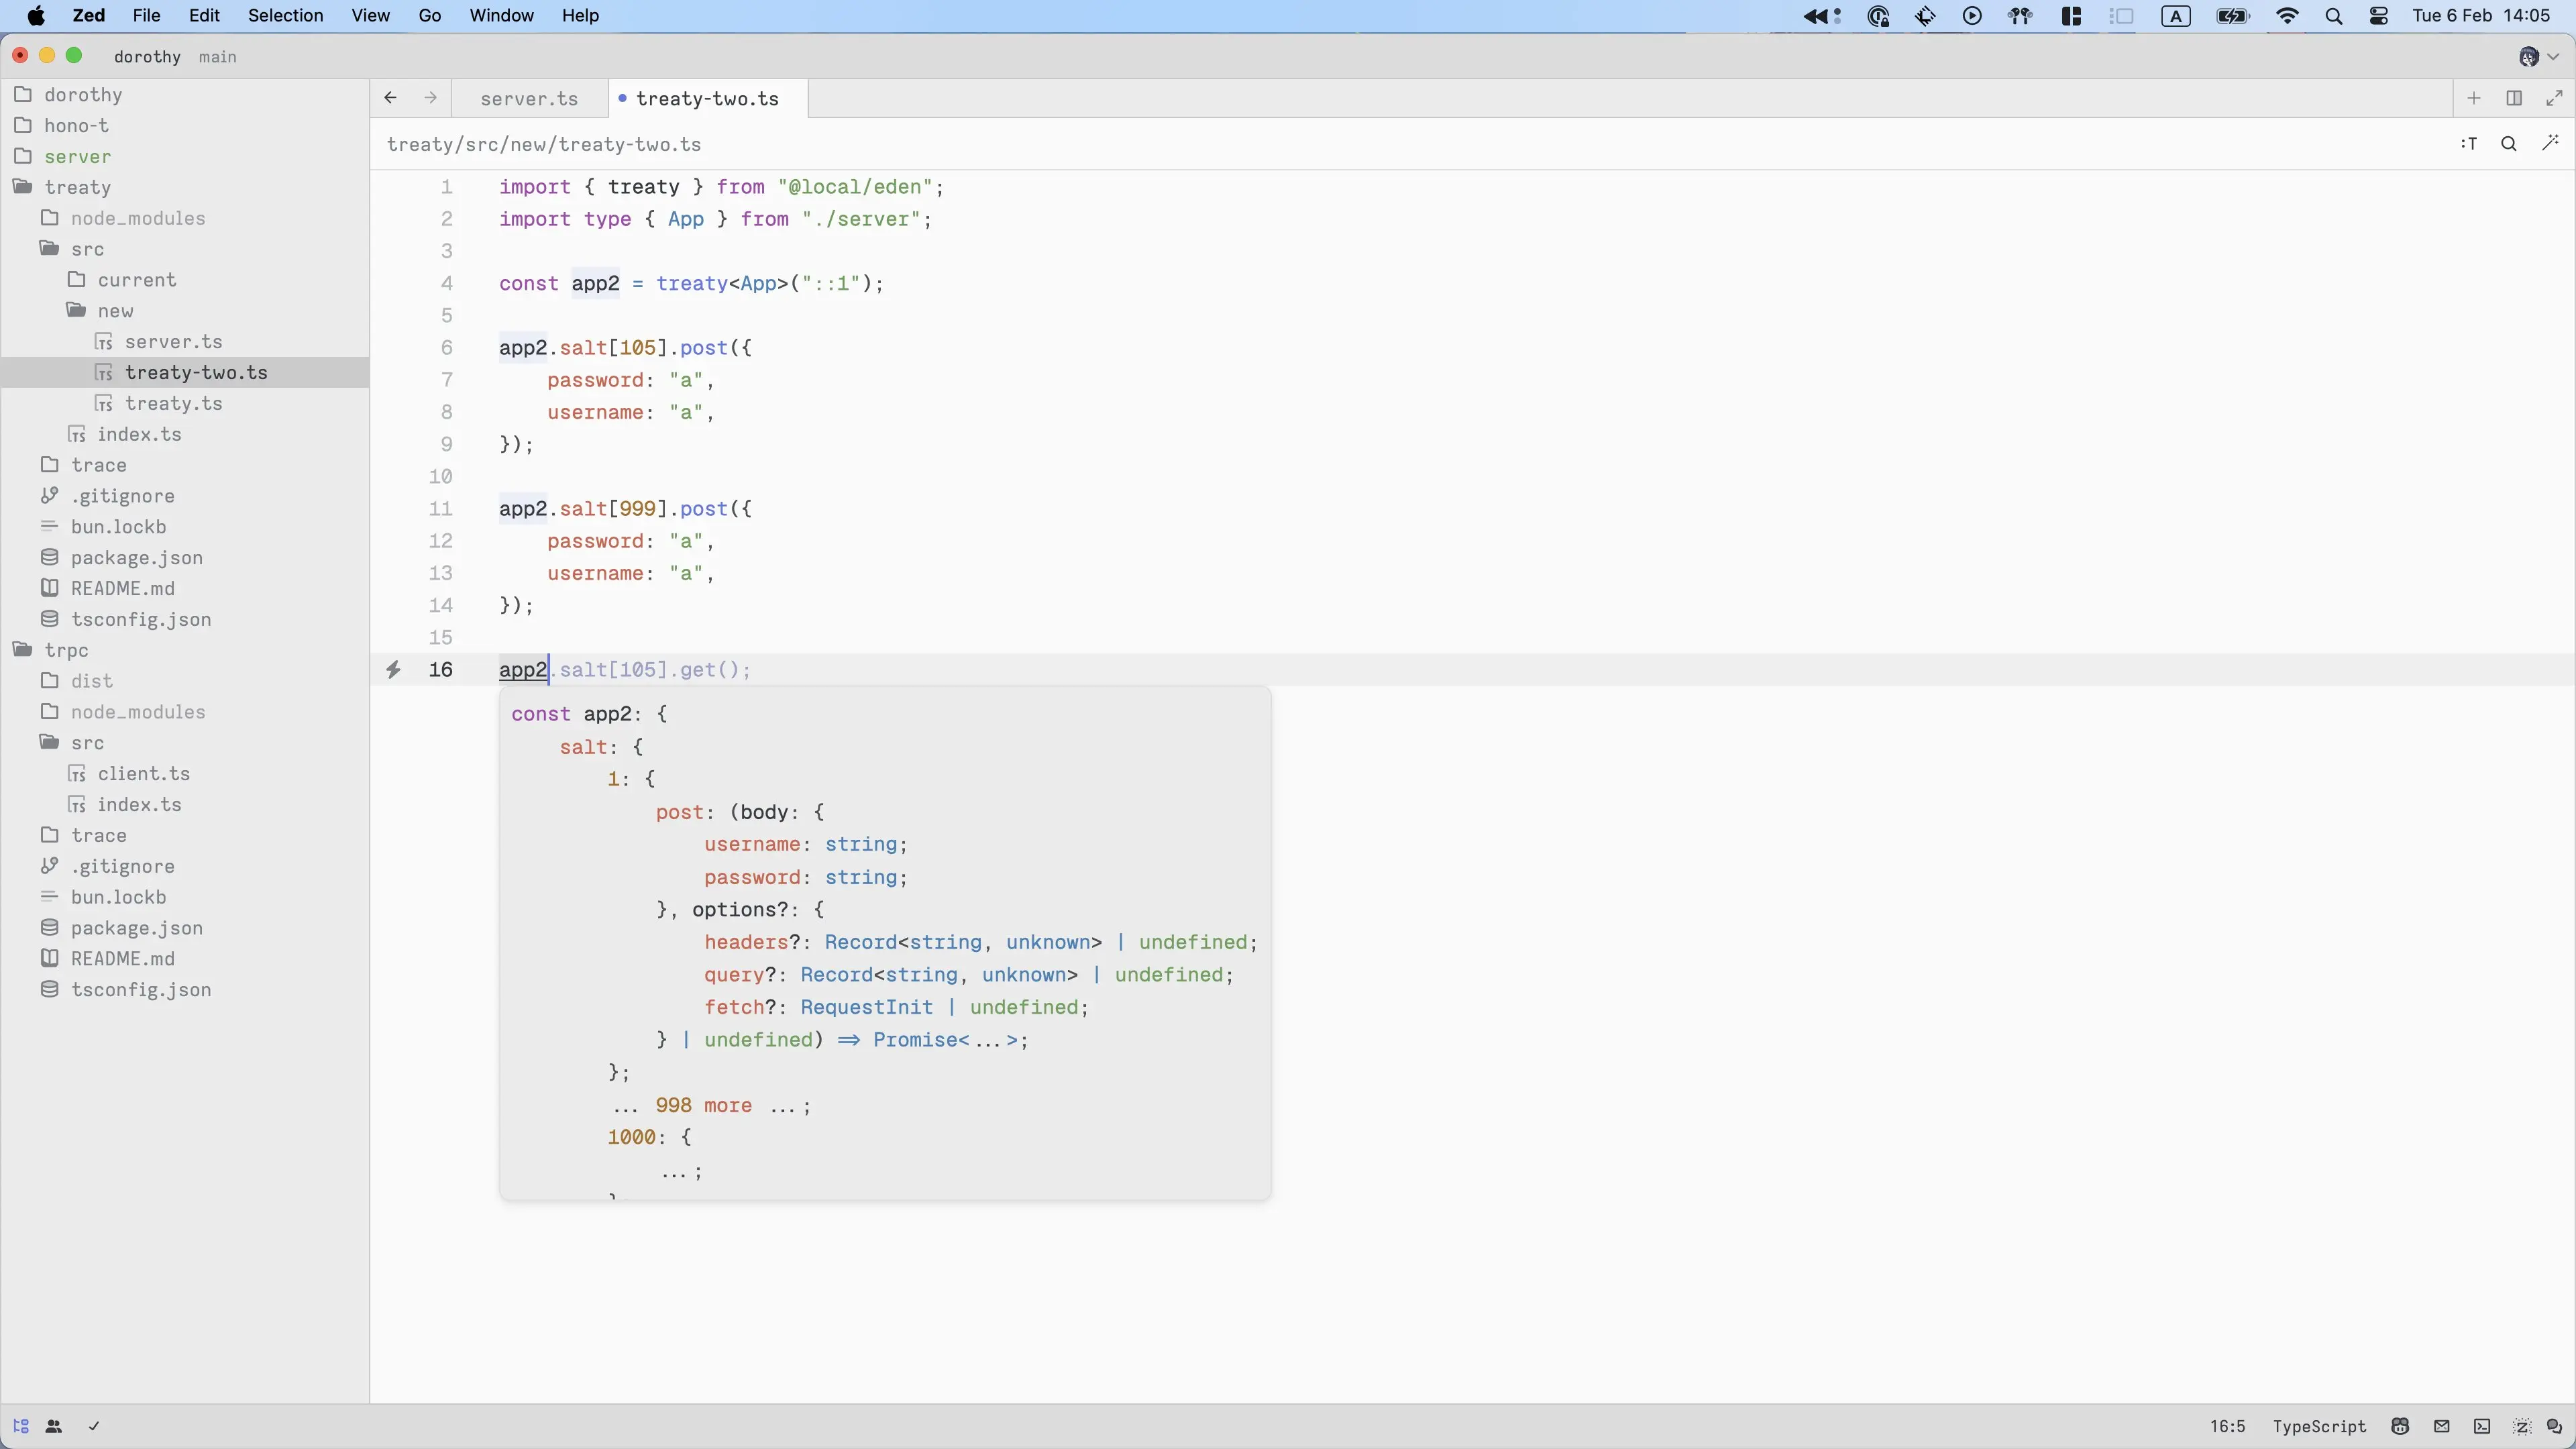 Zed File Edit Selection View Go Window Help
A
Tue 6 Feb 14:05
dorothy main
dorothy
hono-t
server
treaty
node_modules
src
current
new
TS server.ts
TS treaty-two.ts
TS treaty.ts
TS index.ts
trace
.gitignore
bun.lockb
package.json
README.md
tsconfig.json
trpc
dist
node_modules
src
TS client.ts
TS index.ts
trace
.gitignore
bun.lockb
package.json
README.md
tsconfig.json
server.ts treaty-two.ts
treaty/src/new/treaty-two.ts
:T
1 import { treaty } from "@local/eden";
2 import type { App } from "./server";
3
4 const app2 = treaty<App>("::1");
5
6 app2.salt[105].post({
7 password: "a",
8 username: "a",
9 });
10
11 app2.salt[999].post({
12 password: "a",
13 username: "a",
14 });
15
16 app2.salt[105].get();
const app2: {
salt: {
1: {
post: (body: {
username: string;
password: string;
}, options?: {
headers?: Record<string, unknown> | undefined;
query?: Record<string, unknown> | undefined;
fetch?: RequestInit | undefined;
} | undefined) => Promise<...>;
};
... 998 more ...;
1000: {
...;
16:5 TypeScript